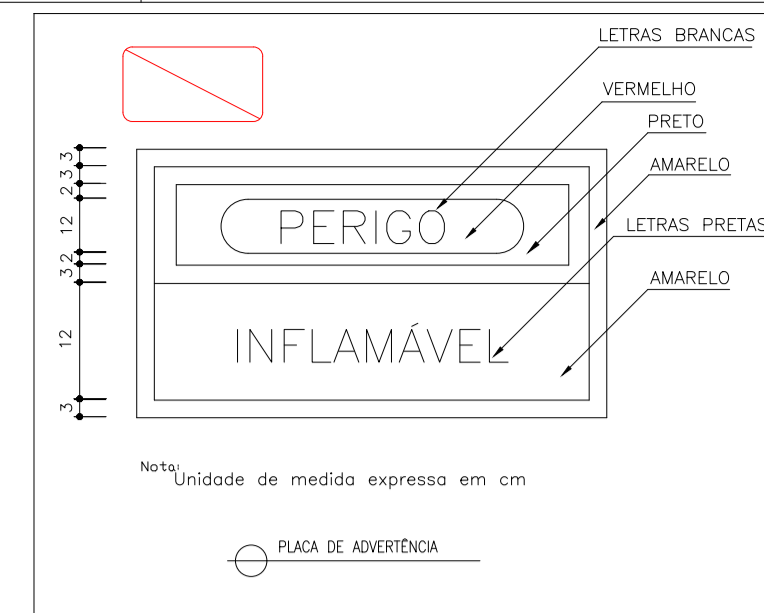 LETRAS BRANCAS
VERMELHO
PRETO
AMARELO
LETRAS PRETAS
AMARELO
3
3
2
12
2
3
12
3
PERIGO
INFLAMÁVEL
Nota:
Unidade de medida expressa em cm
PLACA DE ADVERTÊNCIA